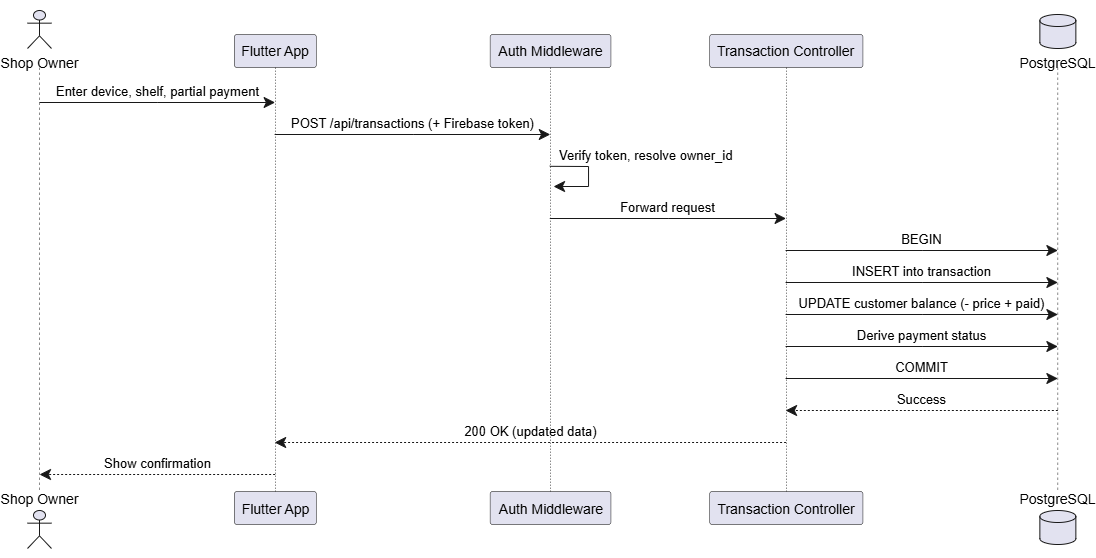 Shop Owner
Flutter App
Auth Middleware
Transaction Controller
PostgreSQL
Enter device, shelf, partial payment
POST /api/transactions (+ Firebase token)
Verify token, resolve owner_id
Forward request
BEGIN
INSERT into transaction
UPDATE customer balance (- price + paid)
Derive payment status
COMMIT
Success
200 OK (updated data)
Show confirmation
Shop Owner
Flutter App
Auth Middleware
Transaction Controller
PostgreSQL